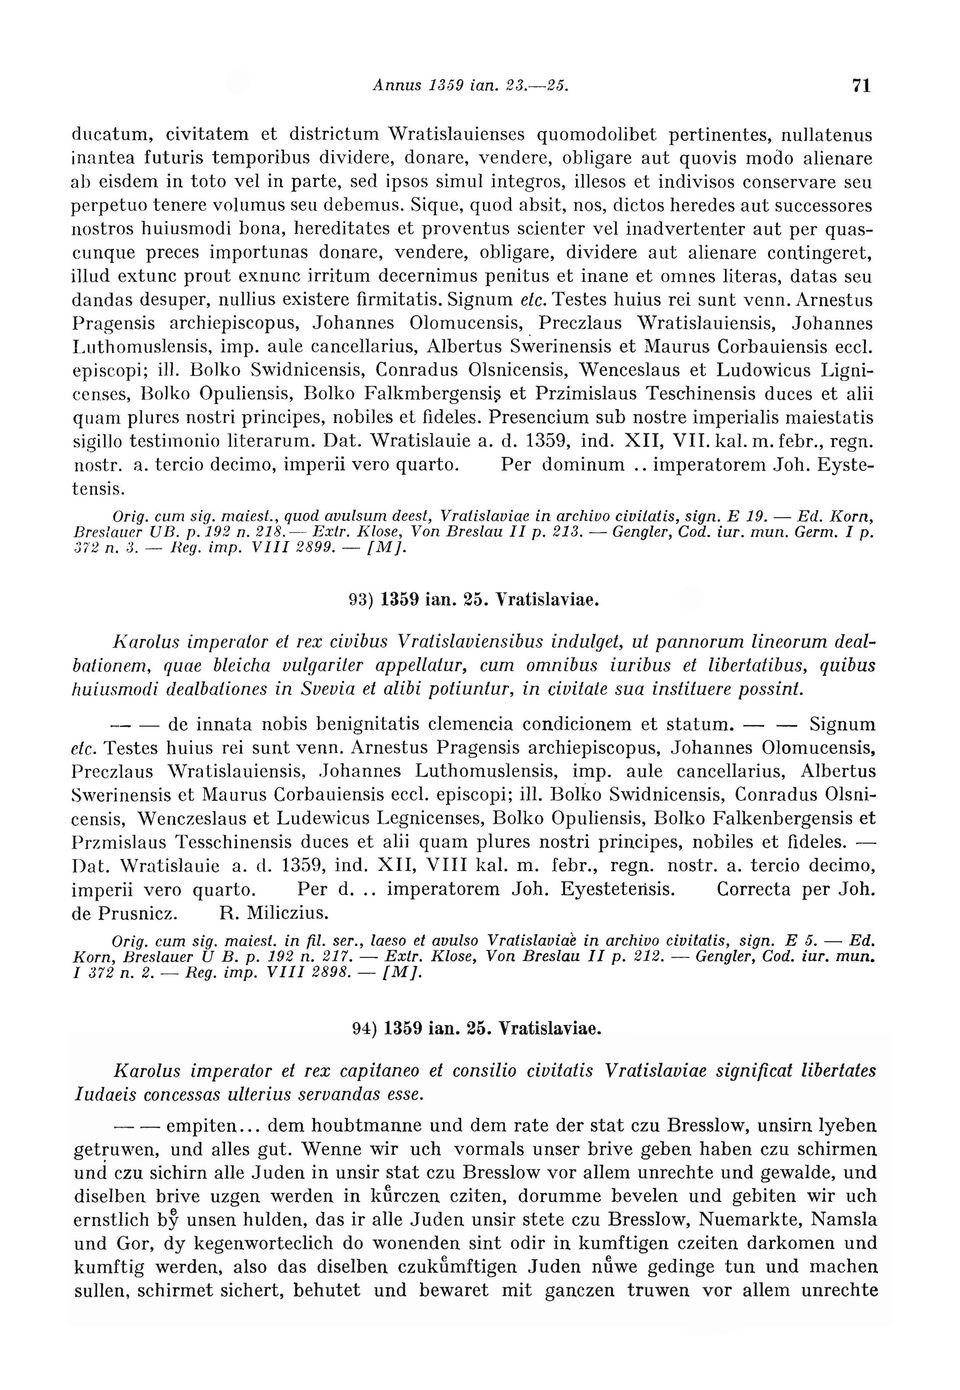 Annus 1359 ian. 23.—25. 71
ducatum, civitatem et districtum Wratislauienses quomodolibet pertinentes, nullatenus
inantea futuris temporibus dividere, donare, vendere, obligare aut quovis modo alienare
ab eisdem in toto vel in parte, sed ipsos simul integros, illesos et indivisos conservare seu
perpetuo tenere volumus seu debemus. Sique, quod absit, nos, dictos heredes aut successores
nostros huiusmodi bona, hereditates et proventus scienter vel inadvertenter aut per quas-
cunque preces importunas donare, vendere, obligare, dividere aut alienare contingeret,
illud extunc prout exnunc irritum decernimus penitus et inane et omnes literas, datas seu
dandas desuper, nullius existere firmitatis. Signum etc. Testes huius rei sunt venn. Arnestus
Pragensis archiepiscopus, Johannes Olomucensis, Preczlaus Wratislauiensis, Johannes
Luthomuslensis, imp. aule cancellarius, Albertus Swerinensis et Maurus Corbauiensis eccl.
episcopi; ill. Bolko Swidnicensis, Conradus Olsnicensis, Wenceslaus et Ludowicus Ligni-
censes, Bolko Opuliensis, Bolko Falkmbergensis et Przimislaus Teschinensis duces et alii
quam plures nostri principes, nobiles et fideles. Presencium sub nostre imperialis maiestatis
sigillo testimonio literarum. Dat. Wratislauie a. d. 1359, ind. XII, VII. kal. m. febr., regn.
nostr. a. tercio decimo, imperii vero quarto. Per dominum .. imperatorem Joh. Eyste-
tensis.
Orig. cum sig. maiest., quod avulsum deest, Vratislaviae in archivo civitatis, sign. E 19. — Ed. Korn,
Breslauer UB. p. 192 n. 218. — Extr. Klose, Von Breslau II p. 213. — Gengler, Cod. iur. mun. Germ. I p.
372 n. 3. — Reg. imp. VIII 2899. — [M].
93) 1359 ian. 25. Vratislaviae.
Karolus imperator et rex civibus Vratislaviensibus indulget, ut pannorum lineorum deal-
bationem, quae bleicha vulgariter appellatur, cum omnibus iuribus et libertatibus, quibus
huiusmodi dealbationes in Svevia et alibi potiuntur, in civitate sua instituere possint.
— — de innata nobis benignitatis clemencia condicionem et statum. — — Signum
etc. Testes huius rei sunt venn. Arnestus Pragensis archiepiscopus, Johannes Olomucensis,
Preczlaus Wratislauiensis, Johannes Luthomuslensis, imp. aule cancellarius, Albertus
Swerinensis et Maurus Corbauiensis eccl. episcopi; ill. Bolko Swidnicensis, Conradus Olsni-
censis, Wenczeslaus et Ludewicus Legnicenses, Bolko Opuliensis, Bolko Falkenbergensis et
Przmislaus Tesschinensis duces et alii quam plures nostri principes, nobiles et fideles. —
Dat. Wratislauie a. d. 1359, ind. XII, VIII kal. m. febr., regn. nostr. a. tercio decimo,
imperii vero quarto. Per d. .. imperatorem Joh. Eyestetensis. Correcta per Joh.
de Prusnicz. R. Miliczius.
Orig. cum sig. maiest. in fil. ser., laeso et avulso Vratislaviae in archivo civitatis, sign. E 5. — Ed.
Korn, Breslauer U B. p. 192 n. 217. — Extr. Klose, Von Breslau II p. 212. — Gengler, Cod. iur. mun.
I 372 n. 2. — Reg. imp. VIII 2898. — [M].
94) 1359 ian. 25. Vratislaviae.
Karolus imperator et rex capitaneo et consilio civitatis Vratislaviae significat libertates
Iudaeis concessas ulterius servandas esse.
— — empiten... dem houbtmanne und dem rate der stat czu Bresslow, unsirn lyeben
getruwen, und alles gut. Wenne wir uch vormals unser brive geben haben czu schirmen
und czu sichirn alle Juden in unsir stat czu Bresslow vor allem unrechte und gewalde, und
diselben brive uzgen werden in kuͤrczen cziten, dorumme bevelen und gebiten wir uch
ernstlich byͤ unsen hulden, das ir alle Juden unsir stete czu Bresslow, Nuemarkte, Namsla
und Gor, dy kegenworteclich do wonenden sint odir in kumftigen czeiten darkomen und
kumftig werden, also das diselben czukuͤmftigen Juden nuͤwe gedinge tun und machen
sullen, schirmet sichert, behutet und bewaret mit ganczen truwen vor allem unrechte